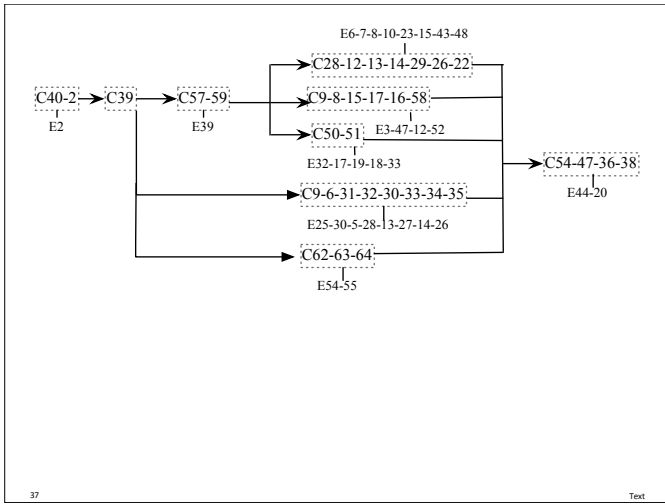 E6-7-8-10-23-15-43-48
C28-12-13-14-29-26-22
C40-2
C39
C57-59
C9-8-15-17-16-58
E2
E39
E3-47-12-52
C50-51
E32-17-19-18-33
C54-47-36-38
E44-20
C9-6-31-32-30-33-34-35
E25-30-5-28-13-27-14-26
C62-63-64
E54-55
37
Text